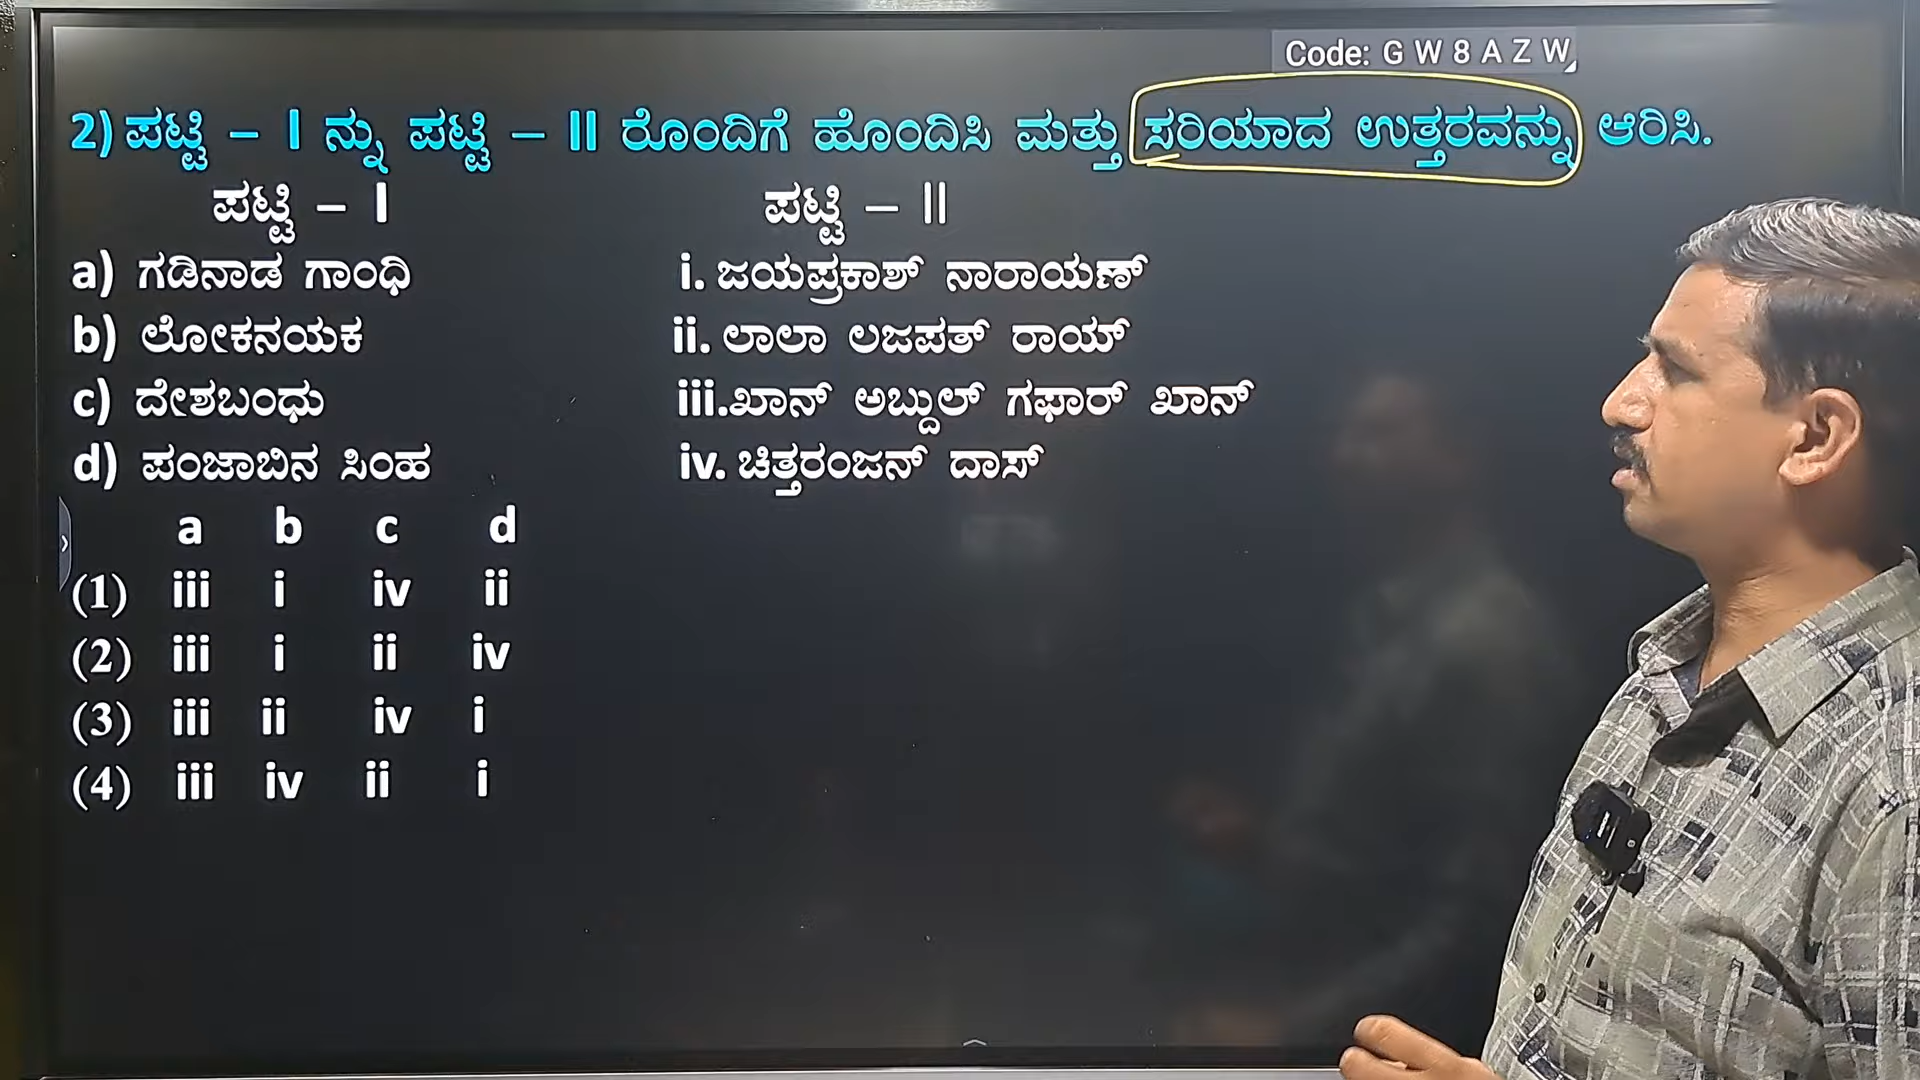 Code: G W 8 A Z W
2) ಪಟ್ಟಿ – I ನ್ನು ಪಟ್ಟಿ – II ರೊಂದಿಗೆ ಹೊಂದಿಸಿ ಮತ್ತು ಸರಿಯಾದ ಉತ್ತರವನ್ನು ಆರಿಸಿ.
ಪಟ್ಟಿ – I ಪಟ್ಟಿ – II
a) ಗಡಿನಾಡ ಗಾಂಧಿ i. ಜಯಪ್ರಕಾಶ್ ನಾರಾಯಣ್
b) ಲೋಕನಯಕ ii. ಲಾಲಾ ಲಜಪತ್ ರಾಯ್
c) ದೇಶಬಂಧು iii.ಖಾನ್ ಅಬ್ದುಲ್ ಗಫಾರ್ ಖಾನ್
d) ಪಂಜಾಬಿನ ಸಿಂಹ iv. ಚಿತ್ತರಂಜನ್ ದಾಸ್
a b c d
(1) iii i iv ii
(2) iii i ii iv
(3) iii ii iv i
(4) iii iv ii i